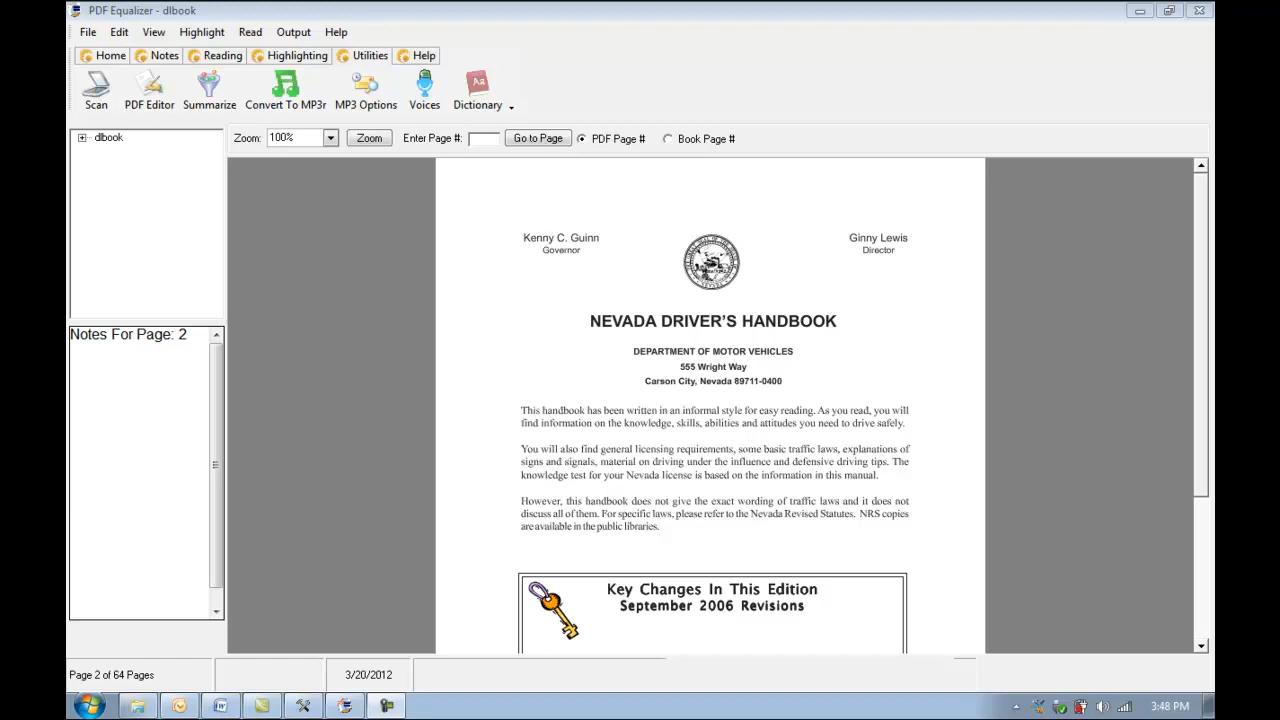 PDF Equalizer - dlbook
File Edit View Highlight Read Output Help
Home Notes Reading Highlighting Utilities Help
Scan PDF Editor Summarize Convert To MP3r MP3 Options Voices Dictionary
dlbook
Zoom: 100% Zoom Enter Page #: Go to Page PDF Page # Book Page #
Kenny C. Guinn
Governor
Ginny Lewis
Director
NEVADA DRIVER'S HANDBOOK
DEPARTMENT OF MOTOR VEHICLES
555 Wright Way
Carson City, Nevada 89711-0400
This handbook has been written in an informal style for easy reading. As you read, you will
find information on the knowledge, skills, abilities and attitudes you need to drive safely.
You will also find general licensing requirements, some basic traffic laws, explanations of
signs and signals, material on driving under the influence and defensive driving tips. The
knowledge test for your Nevada license is based on the information in this manual.
However, this handbook does not give the exact wording of traffic laws and it does not
discuss all of them. For specific laws, please refer to the Nevada Revised Statutes. NRS copies
are available in the public libraries.
Key Changes In This Edition
September 2006 Revisions
Notes For Page: 2
Page 2 of 64 Pages
3/20/2012
3:48 PM